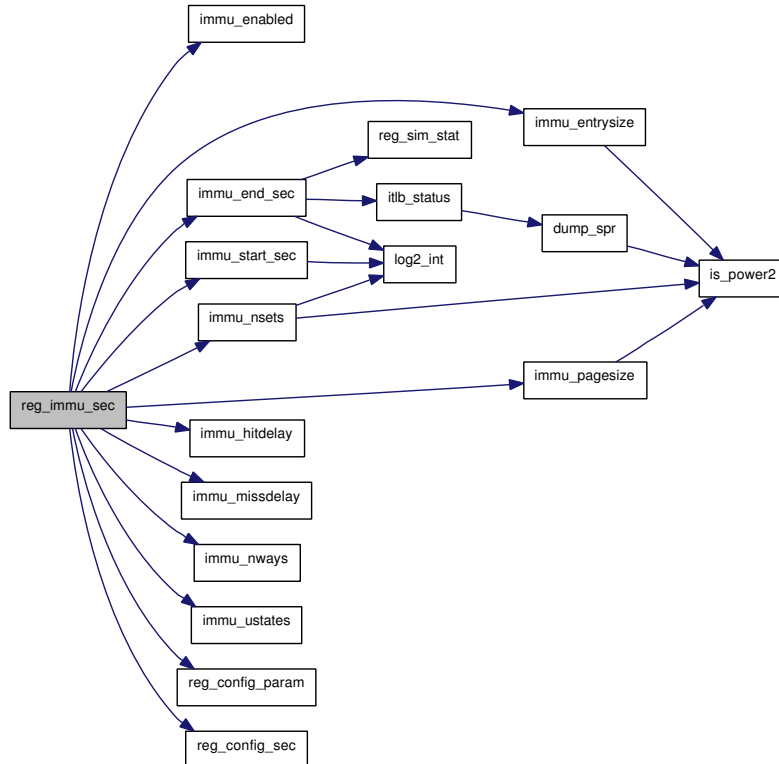 immu_enabled
immu_entrysize
reg_sim_stat
immu_end_sec
itlb_status
dump_spr
immu_start_sec
log2_int
is_power2
immu_nsets
immu_pagesize
reg_immu_sec
immu_hitdelay
immu_missdelay
immu_nways
immu_ustates
reg_config_param
reg_config_sec